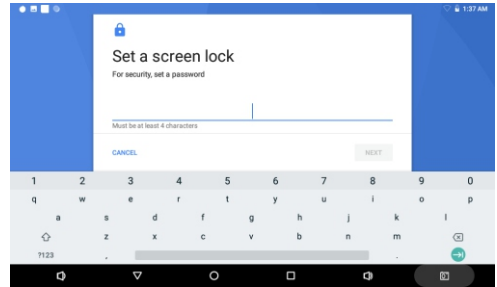 1:37 AM
Set a screen lock
For security, set a password
Must be at least 4 characters
CANCEL
NEXT
1 2 3 4 5 6 7 8 9 0
q w e r t y u i o p
a s d f g h j k l
z x c v b n m
?123 , .